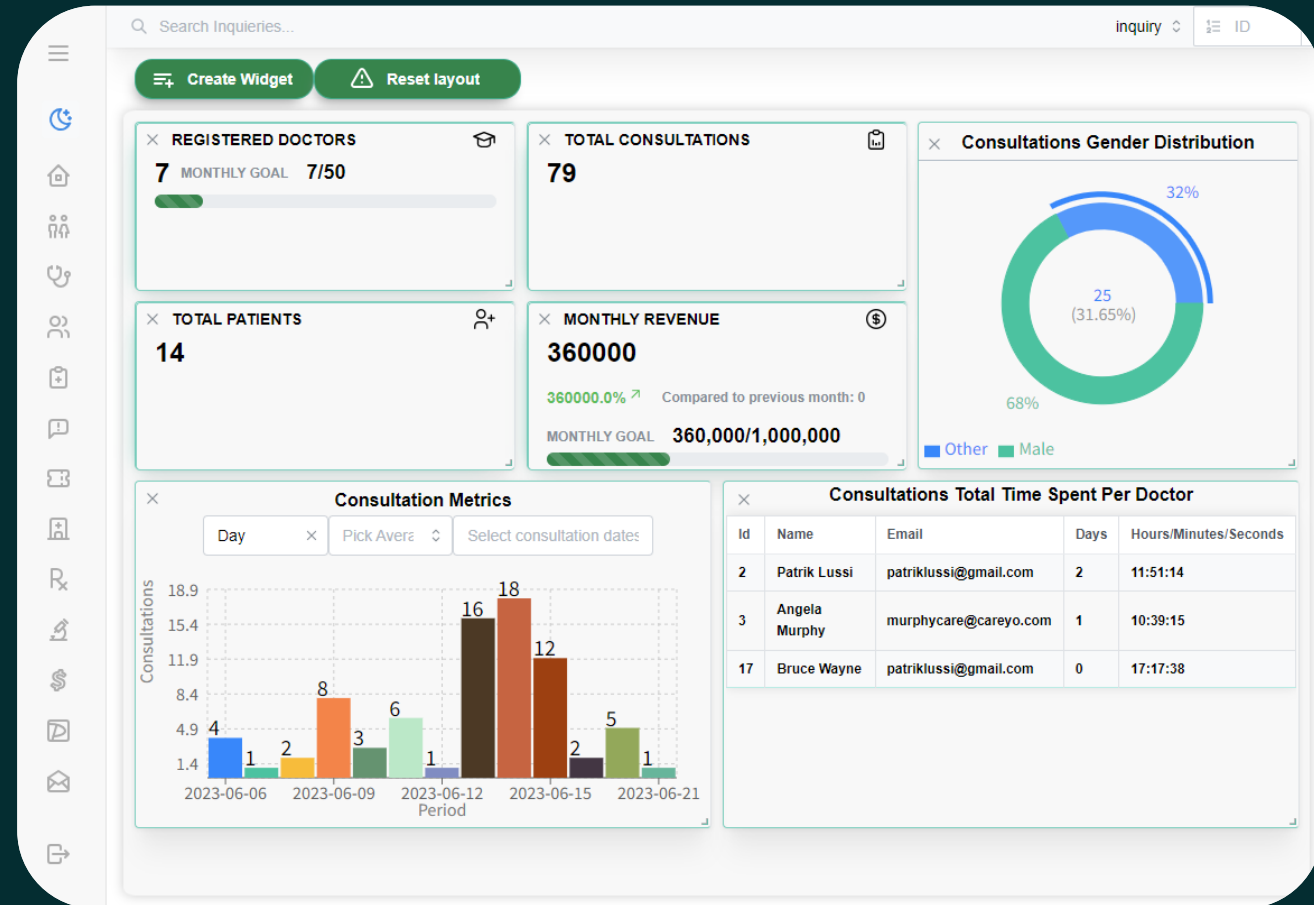 Search Inquieries...
inquiry
ID
Create Widget
Reset layout
REGISTERED DOCTORS
7 MONTHLY GOAL 7/50
TOTAL CONSULTATIONS
79
Consultations Gender Distribution
32%
25
(31.65%)
68%
Other Male
TOTAL PATIENTS
14
MONTHLY REVENUE
360000
360000.0% Compared to previous month: 0
MONTHLY GOAL 360,000/1,000,000
Consultation Metrics
Day
Pick Avera
Select consultation dates
Consultations
18.9
15.4
11.9
8.4
4.9
1.4
4
1
2
8
3
6
1
16
18
12
2
5
1
2023-06-06 2023-06-09 2023-06-12 2023-06-15 2023-06-21
Period
Consultations Total Time Spent Per Doctor
Id Name Email Days Hours/Minutes/Seconds
2 Patrik Lussi patriklussi@gmail.com 2 11:51:14
3 Angela Murphy murphycare@careyo.com 1 10:39:15
17 Bruce Wayne patriklussi@gmail.com 0 17:17:38